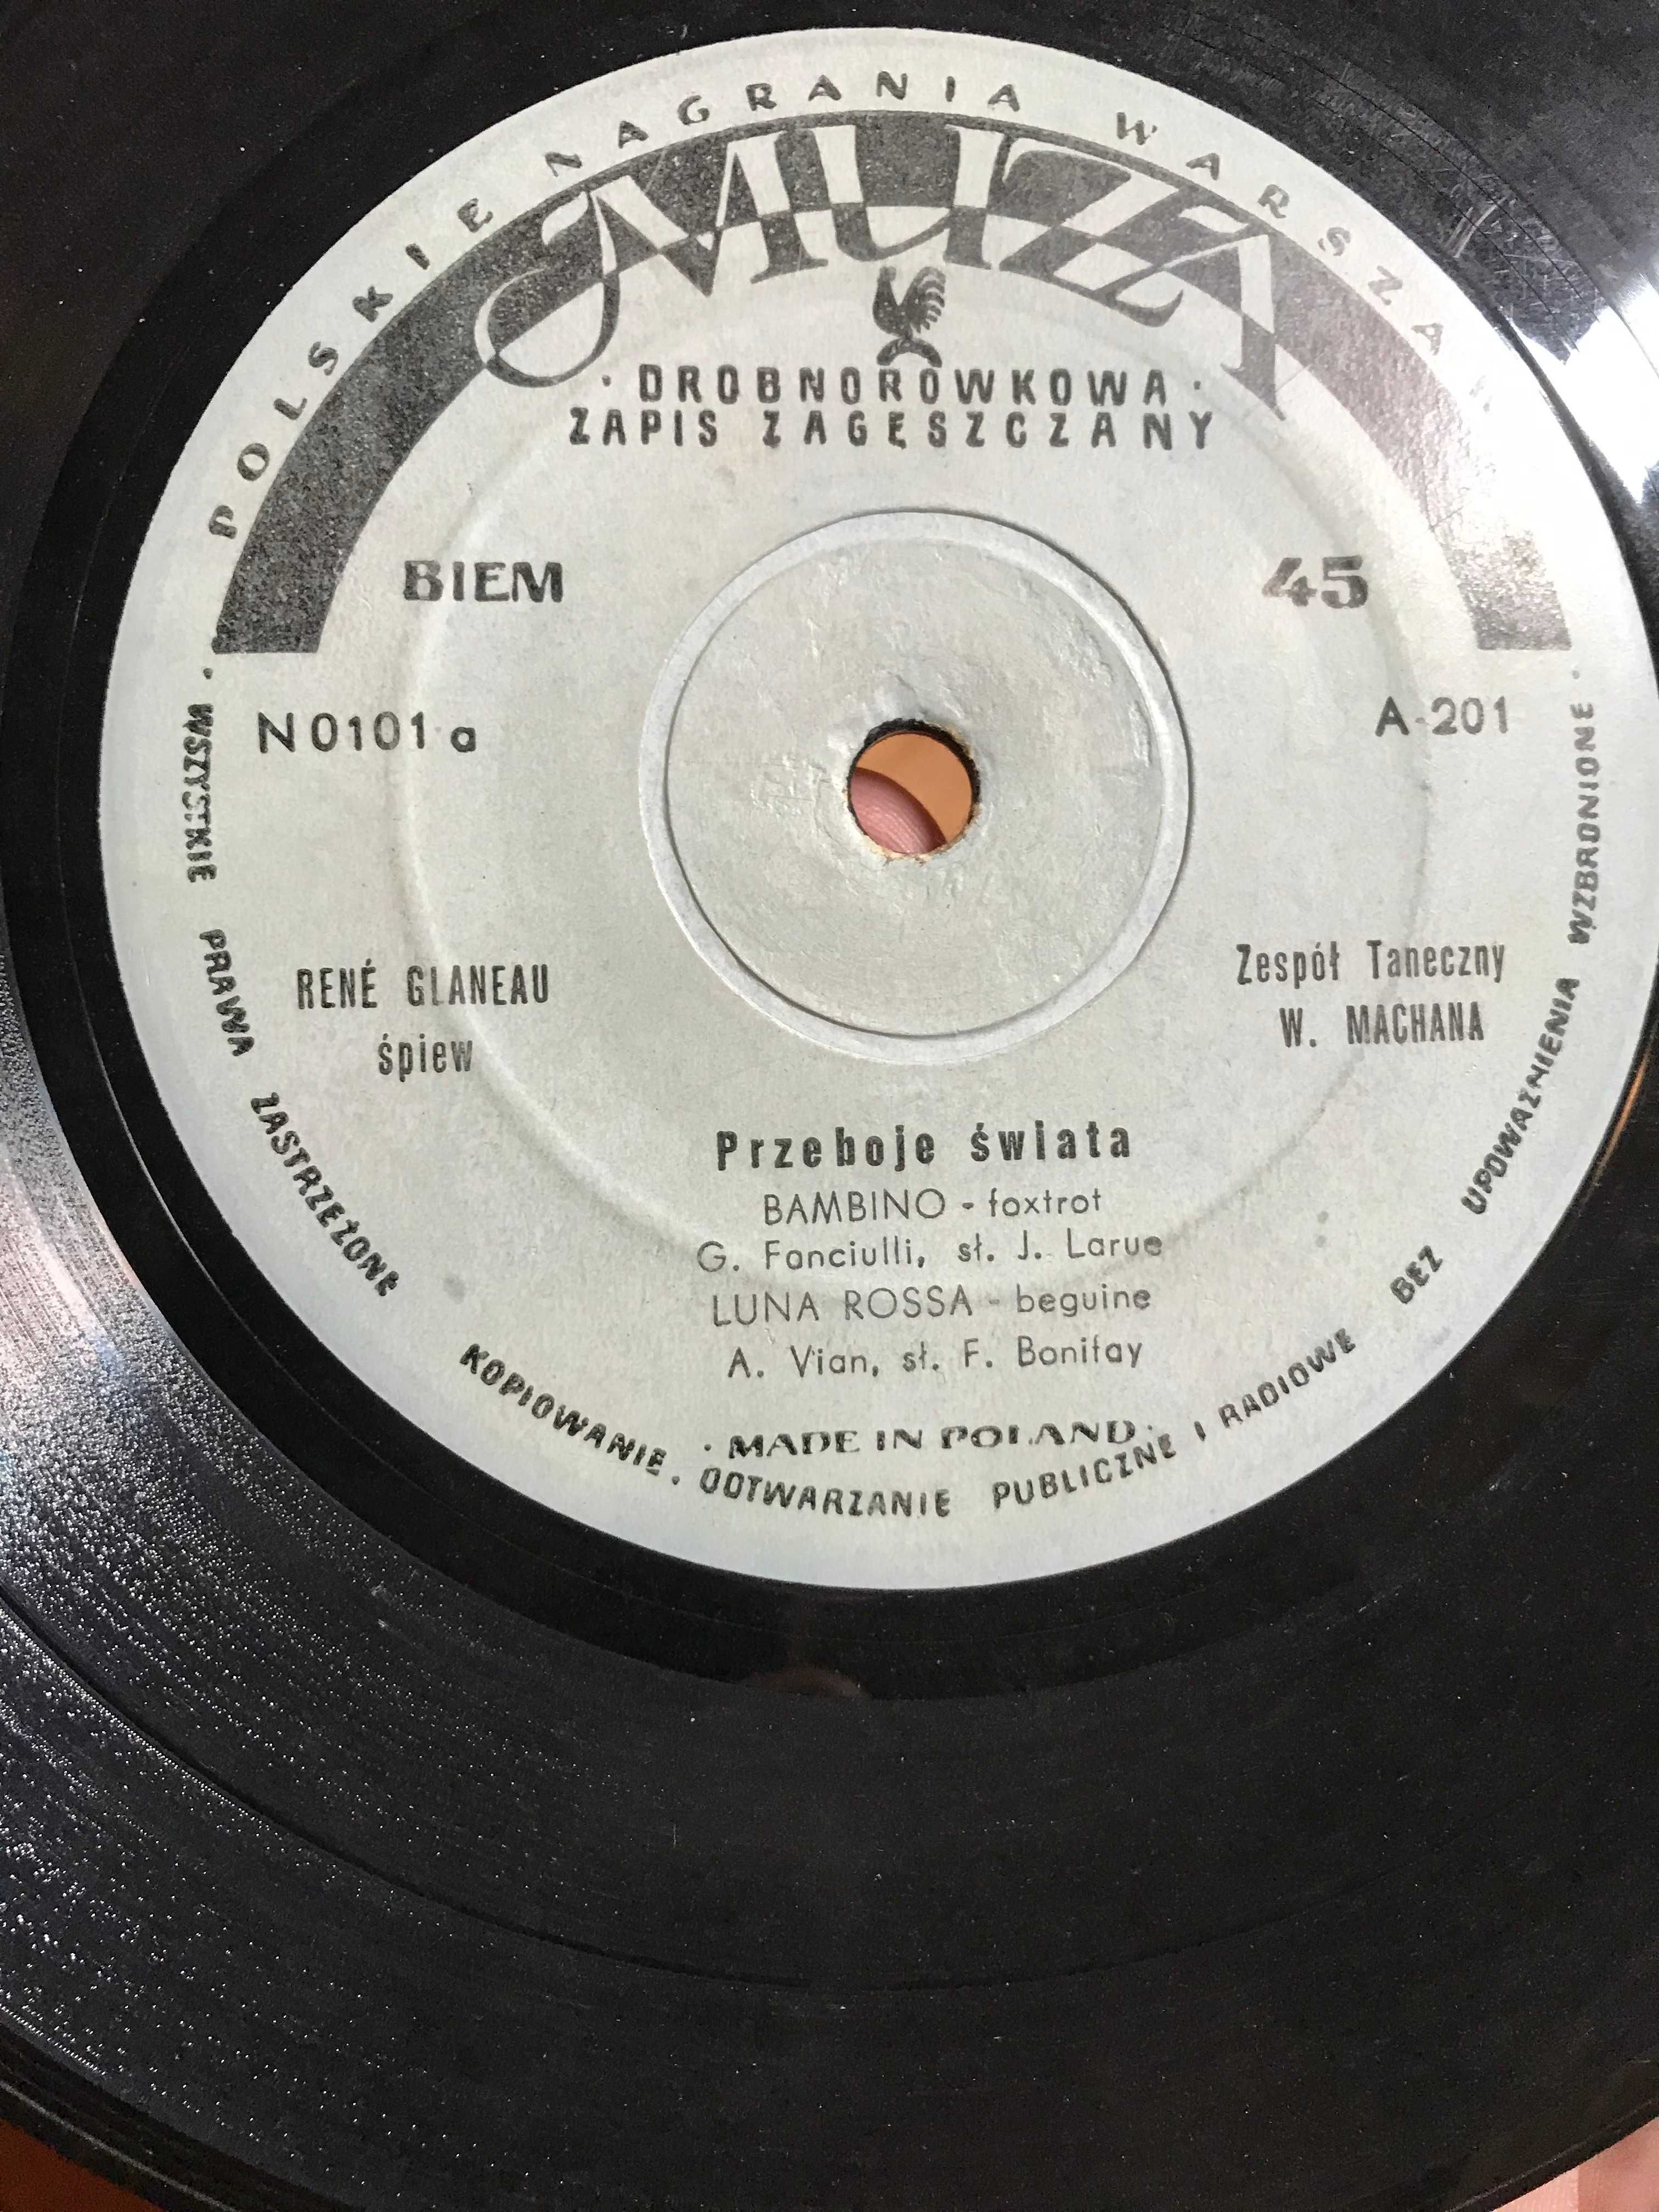 POLSKIE NAGRANIA WARSZAWA
MUZA
· DROBNOROWKOWA ·
ZAPIS ZAGĘSZCZANY
BIEM
45
N 0101 a
A-201
RENÉ GLANEAU
śpiew
Zespół Taneczny
W. MACHANA
Przeboje świata
BAMBINO - foxtrot
G. Fanciulli, sł. J. Larue
LUNA ROSSA - beguine
A. Vian, sł. F. Bonifay
· MADE IN POLAND ·
· WSZYSTKIE PRAWA ZASTRZEŻONE KOPIOWANIE, ODTWARZANIE PUBLICZNE I RADIOWE BEZ UPOWAŻNIENIA WZBRONIONE ·